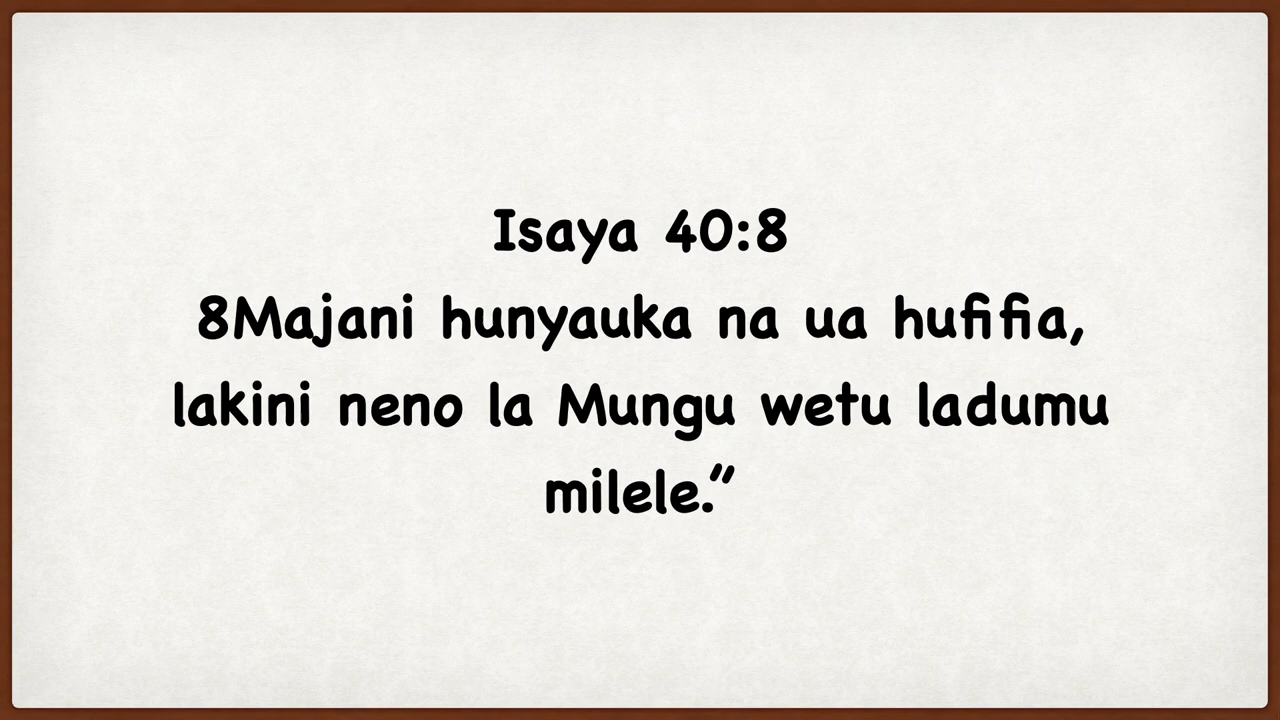 Isaya 40:8
8Majani hunyauka na ua hufifia,
lakini neno la Mungu wetu ladumu
milele.”